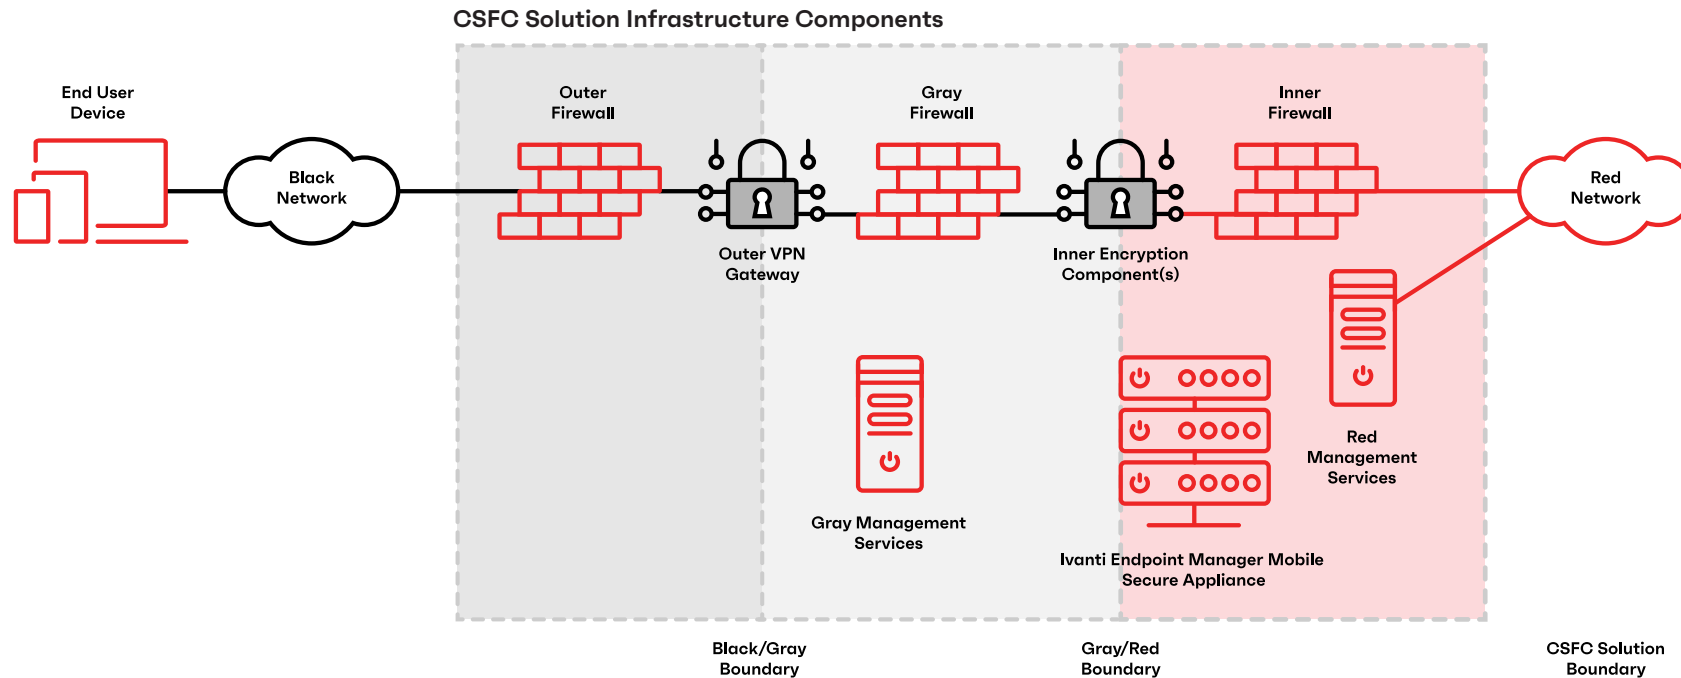 CSFC Solution Infrastructure Components
End User
Device
Outer
Firewall
Gray
Firewall
Inner
Firewall
Black
Network
Red
Network
Outer VPN
Gateway
Inner Encryption
Component(s)
Red
Management
Services
Gray Management
Services
Ivanti Endpoint Manager Mobile
Secure Appliance
Black/Gray
Boundary
Gray/Red
Boundary
CSFC Solution
Boundary